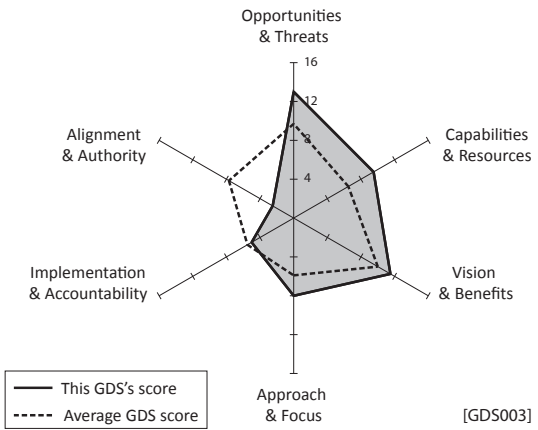 Opportunities
& Threats
16
12
8
4
Alignment
& Authority
Capabilities
& Resources
Implementation
& Accountability
Vision
& Benefits
Approach
& Focus
This GDS's score
Average GDS score
[GDS003]